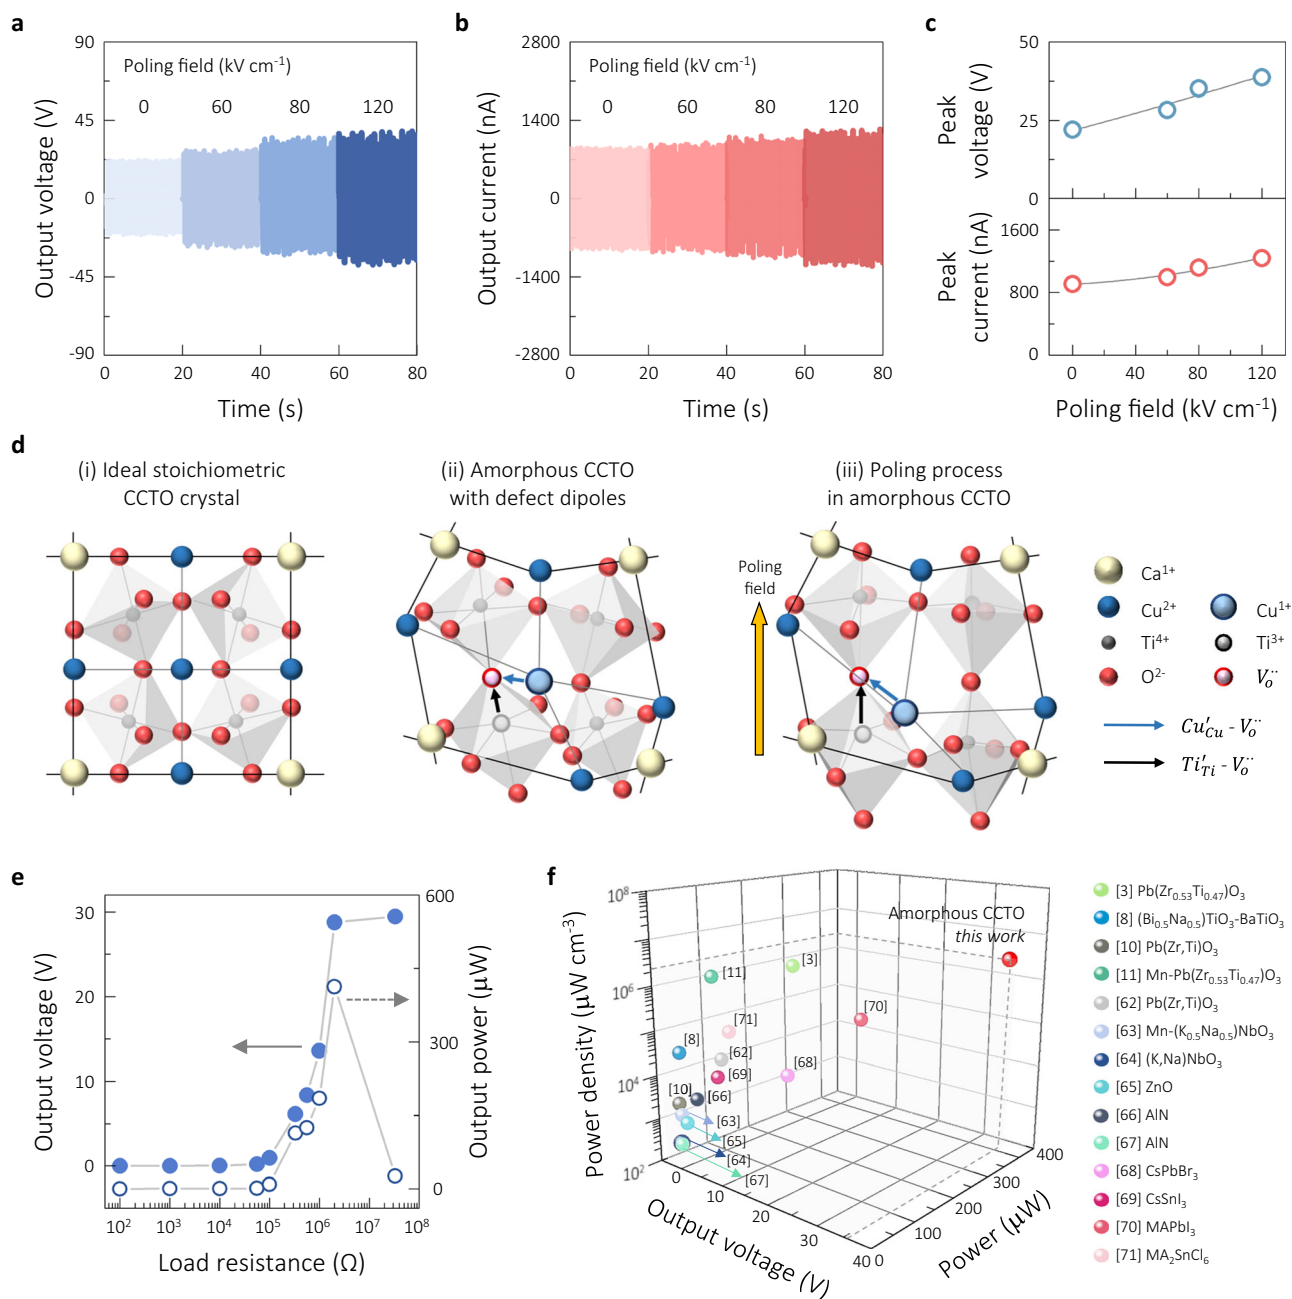 a
90
45
0
-45
-90
Output voltage (V)
Poling field (kV cm⁻¹)
0 60 80 120
0 20 40 60 80
Time (s)
b
2800
1400
0
-1400
-2800
Output current (nA)
Poling field (kV cm⁻¹)
0 60 80 120
0 20 40 60 80
Time (s)
c
50
25
0
Peak
voltage (V)
1600
800
0
Peak
current (nA)
0 40 80 120
Poling field (kV cm⁻¹)
d
(i) Ideal stoichiometric
CCTO crystal
(ii) Amorphous CCTO
with defect dipoles
(iii) Poling process
in amorphous CCTO
Poling
field
Ca¹⁺
Cu²⁺ Cu¹⁺
Ti⁴⁺ Ti³⁺
O²⁻ V_o^{··}
Cu'_{Cu} - V_o^{··}
Ti'_{Ti} - V_o^{··}
e
30
20
10
0
Output voltage (V)
600
300
0
Output power (μW)
10² 10³ 10⁴ 10⁵ 10⁶ 10⁷ 10⁸
Load resistance (Ω)
f
10⁸
10⁶
10⁴
10²
Power density (μW cm⁻³)
0 10 20 30 40
Output voltage (V)
0 100 200 300 400
Power (μW)
Amorphous CCTO
this work
[3]
[11]
[70]
[71]
[8]
[62]
[68]
[69]
[10]
[66]
[63]
[65]
[64]
[67]
[3] Pb(Zr₀.₅₃Ti₀.₄₇)O₃
[8] (Bi₀.₅Na₀.₅)TiO₃-BaTiO₃
[10] Pb(Zr,Ti)O₃
[11] Mn-Pb(Zr₀.₅₃Ti₀.₄₇)O₃
[62] Pb(Zr,Ti)O₃
[63] Mn-(K₀.₅Na₀.₅)NbO₃
[64] (K,Na)NbO₃
[65] ZnO
[66] AlN
[67] AlN
[68] CsPbBr₃
[69] CsSnI₃
[70] MAPbI₃
[71] MA₂SnCl₆